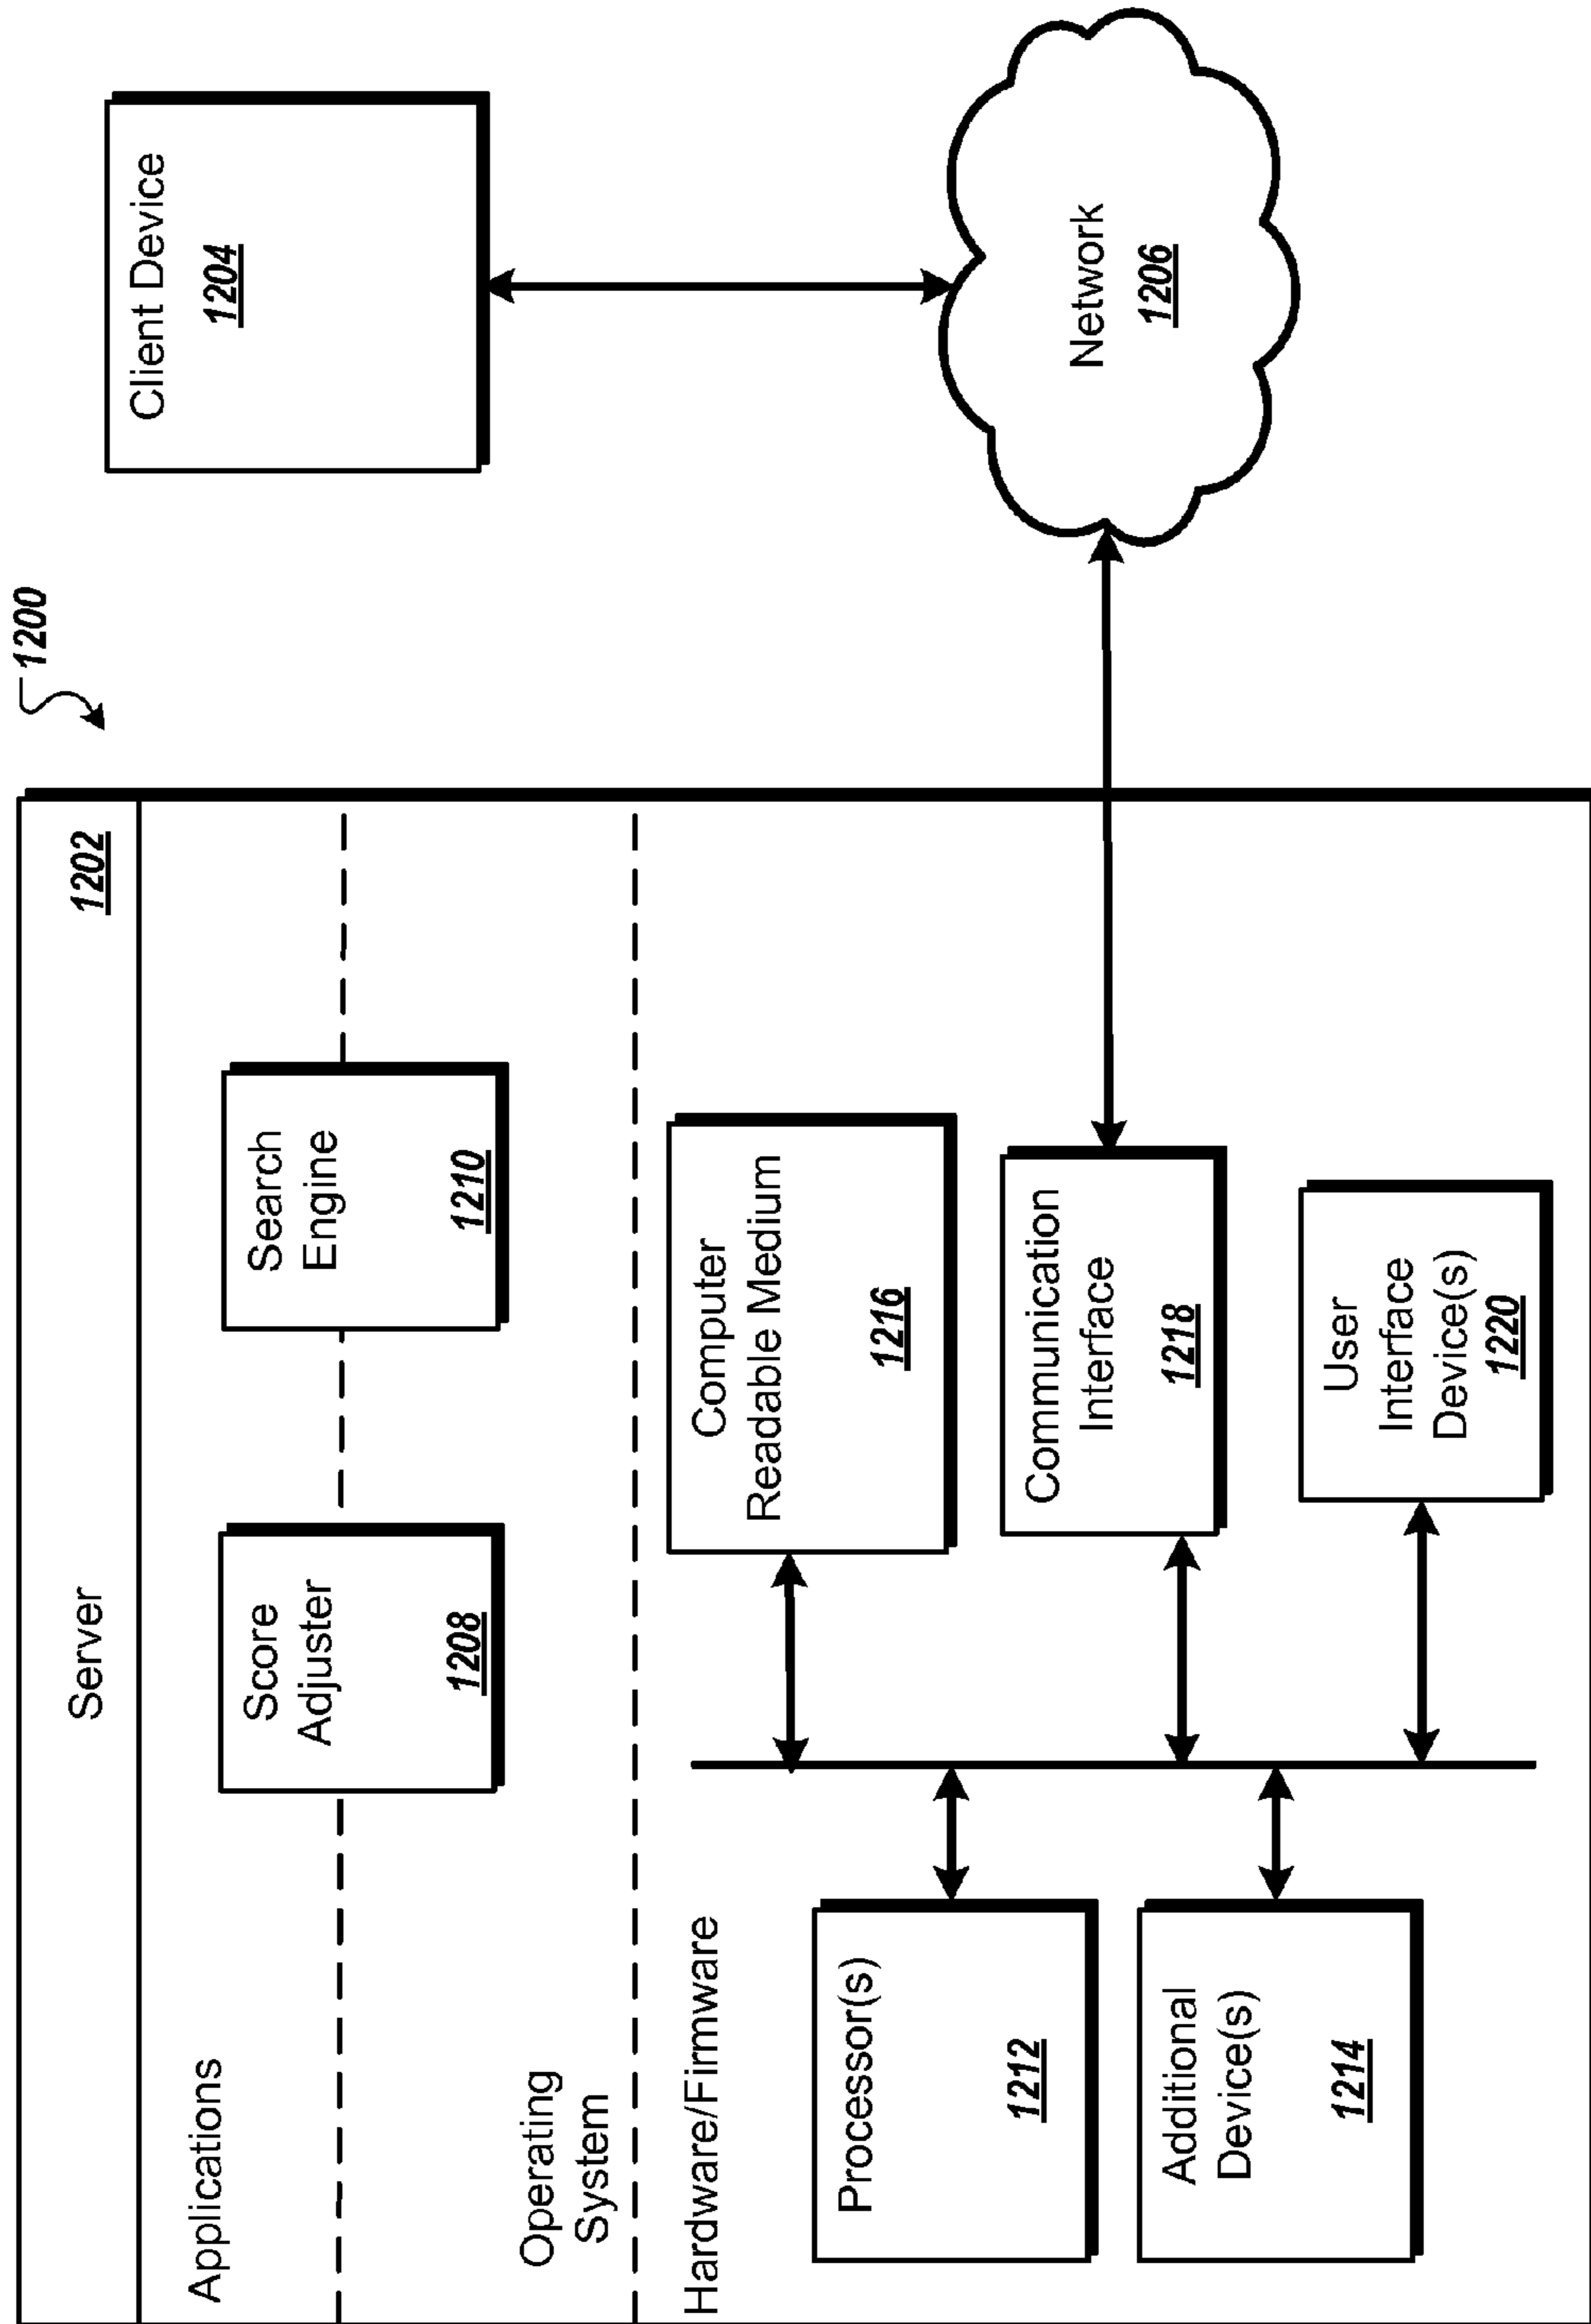 1200
Server
1202
Applications
Score
Adjuster
1208
Search
Engine
1210
Operating
System
Hardware/Firmware
Processor(s)
1212
Additional
Device(s)
1214
Computer
Readable Medium
1216
Communication
Interface
1218
User
Interface
Device(s)
1220
Client Device
1204
Network
1206